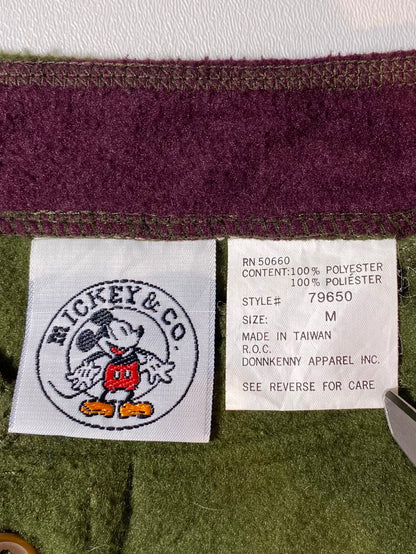 MICKEY & CO.
RN 50660
CONTENT: 100% POLYESTER
100% POLIÉSTER
STYLE# 79650
SIZE: M
MADE IN TAIWAN
R.O.C.
DONNKENNY APPAREL INC.
SEE REVERSE FOR CARE